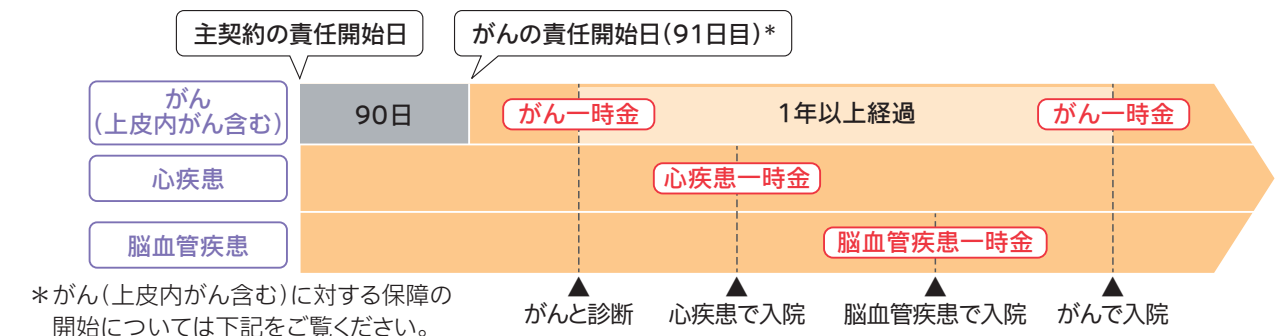 主契約の責任開始日
がんの責任開始日(91日目)*
がん
(上皮内がん含む)
90日
がん一時金
1年以上経過
がん一時金
心疾患
心疾患一時金
脳血管疾患
脳血管疾患一時金
がんと診断
心疾患で入院
脳血管疾患で入院
がんで入院
*がん(上皮内がん含む)に対する保障の
開始については下記をご覧ください。